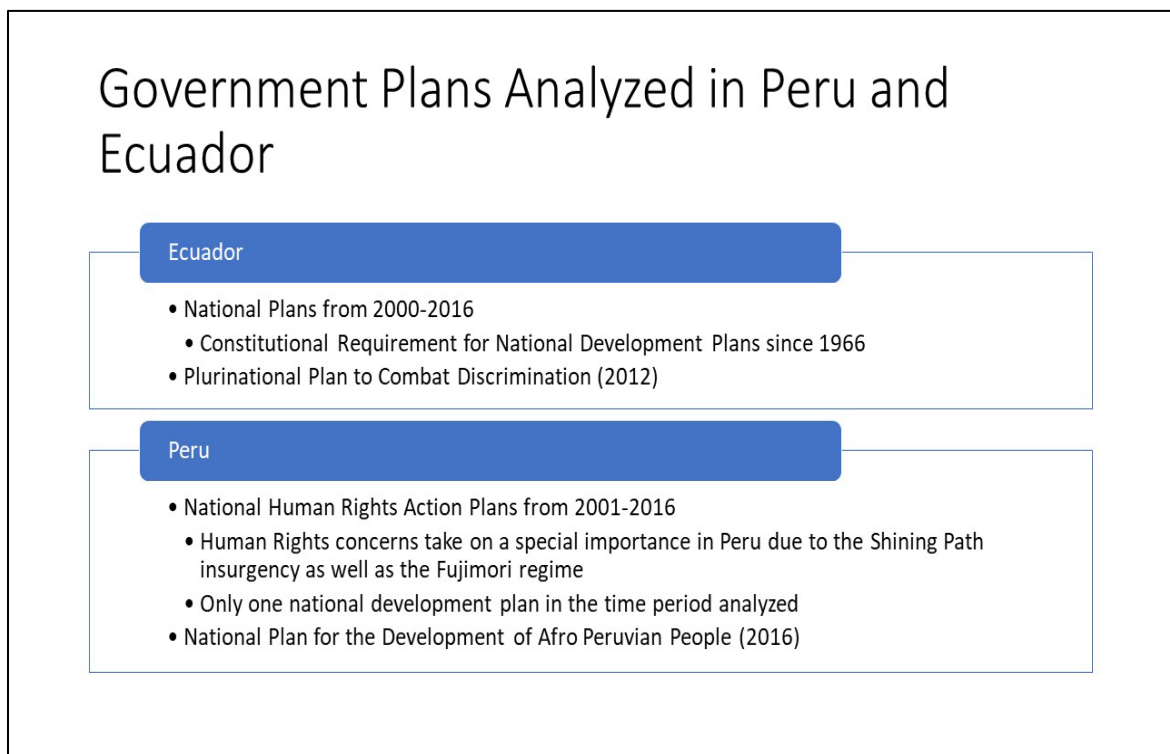 Government Plans Analyzed in Peru and
Ecuador
Ecuador
• National Plans from 2000-2016
• Constitutional Requirement for National Development Plans since 1966
• Plurinational Plan to Combat Discrimination (2012)
Peru
• National Human Rights Action Plans from 2001-2016
• Human Rights concerns take on a special importance in Peru due to the Shining Path
insurgency as well as the Fujimori regime
• Only one national development plan in the time period analyzed
• National Plan for the Development of Afro Peruvian People (2016)